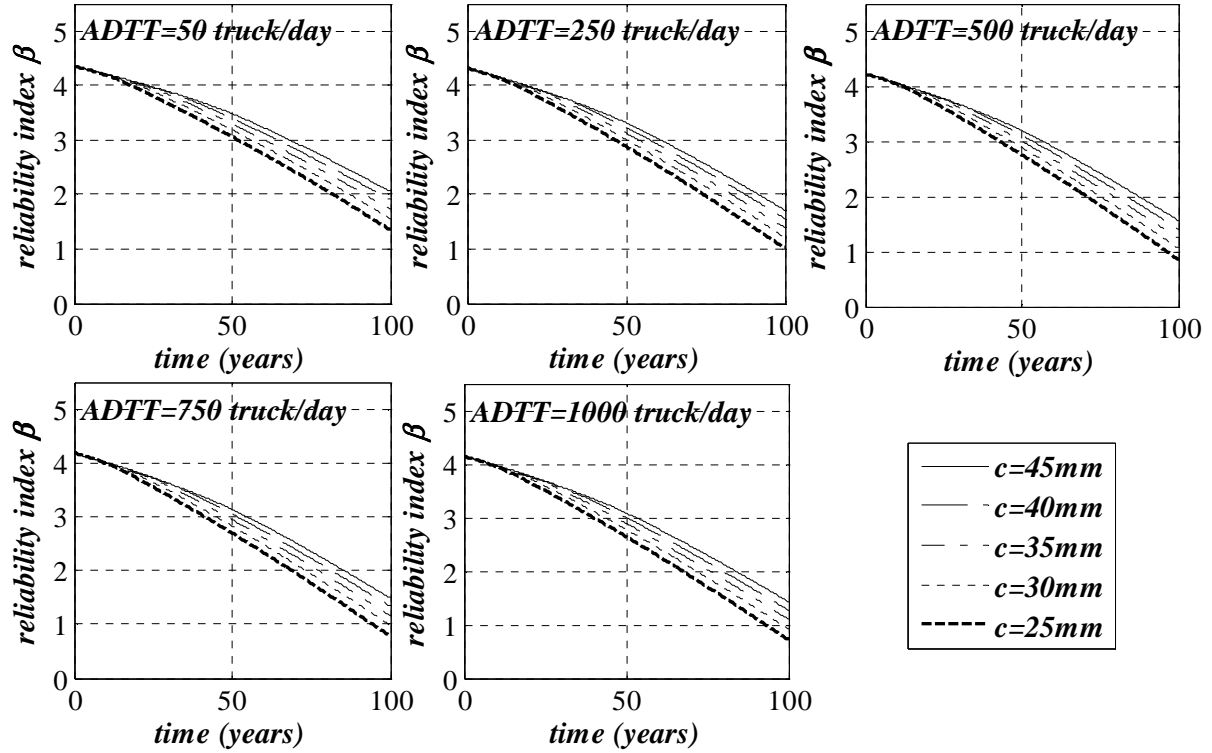 ADTT=50 truck/day
reliability index β
5
4
3
2
1
0
0 50 100
time (years)
ADTT=250 truck/day
reliability index β
5
4
3
2
1
0
0 50 100
time (years)
ADTT=500 truck/day
reliability index β
5
4
3
2
1
0
0 50 100
time (years)
ADTT=750 truck/day
reliability index β
5
4
3
2
1
0
0 50 100
time (years)
ADTT=1000 truck/day
reliability index β
5
4
3
2
1
0
0 50 100
time (years)
c=45mm
c=40mm
c=35mm
c=30mm
c=25mm